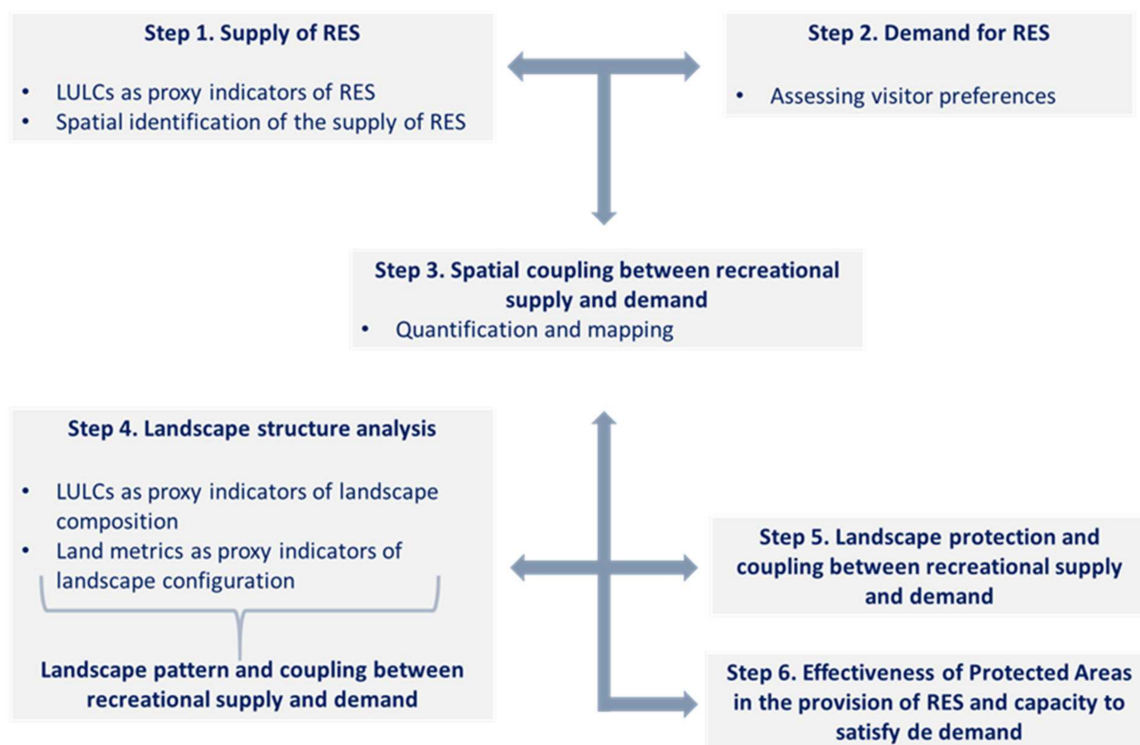 Step 1. Supply of RES
• LULCs as proxy indicators of RES
• Spatial identification of the supply of RES
Step 2. Demand for RES
• Assessing visitor preferences
Step 3. Spatial coupling between recreational
supply and demand
• Quantification and mapping
Step 4. Landscape structure analysis
• LULCs as proxy indicators of landscape
composition
• Land metrics as proxy indicators of
landscape configuration
Landscape pattern and coupling between
recreational supply and demand
Step 5. Landscape protection and
coupling between recreational supply
and demand
Step 6. Effectiveness of Protected Areas
in the provision of RES and capacity to
satisfy de demand